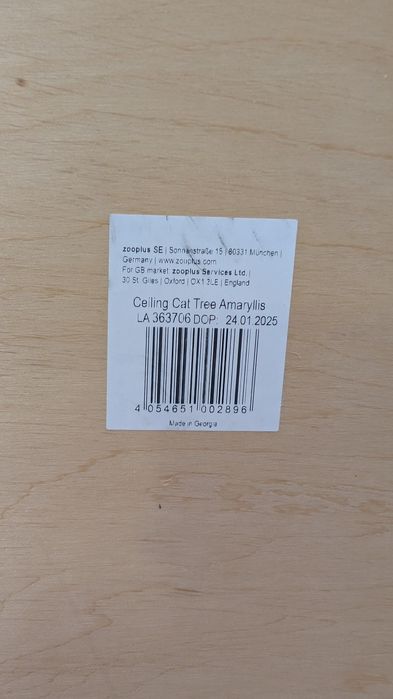 zooplus SE | Sonnenstraße 15 | 80331 München |
Germany | www.zooplus.com
For GB market: zooplus Services Ltd. |
30 St. Giles | Oxford | OX1 3LE | England
Ceiling Cat Tree Amaryllis
LA 363706 DOP: 24.01.2025
4 054651 002896
Made in Georgia